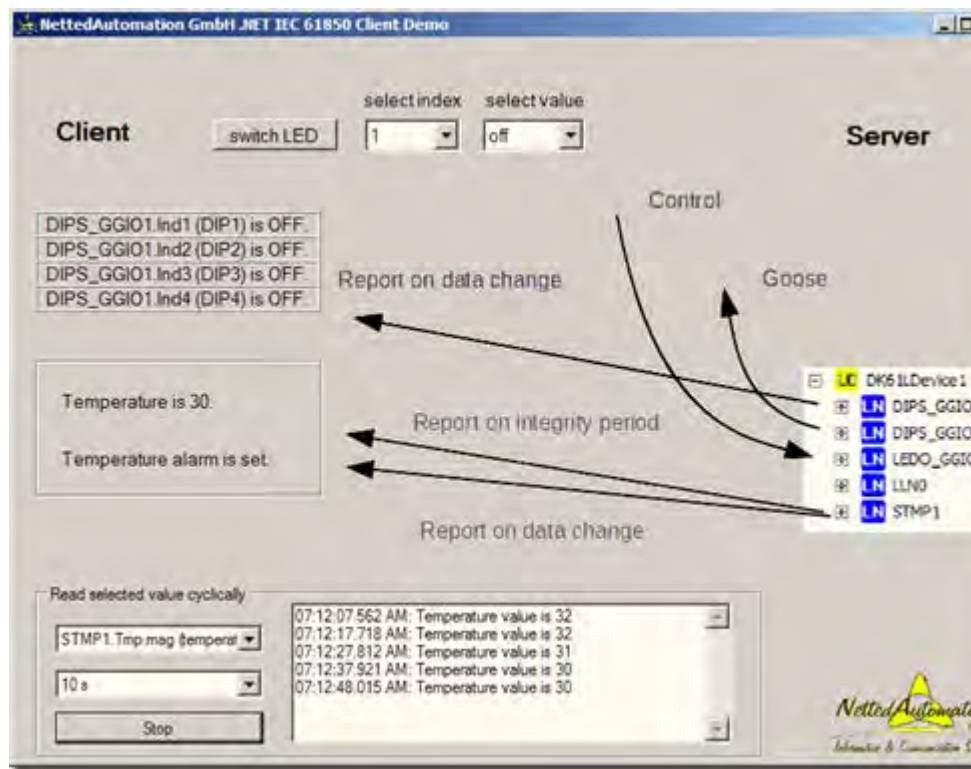 NettedAutomation GmbH .NET IEC 61850 Client Demo
select index select value
Client switch LED 1 off Server
Control
DIPS_GGIO1.Ind1 (DIP1) is OFF.
DIPS_GGIO1.Ind2 (DIP2) is OFF.
DIPS_GGIO1.Ind3 (DIP3) is OFF.
DIPS_GGIO1.Ind4 (DIP4) is OFF.
Report on data change
Goose
LD DK61LDevice1
LN DIPS_GGIO
LN DIPS_GGIO
LN LEDO_GGIO
LN LLN0
LN STMP1
Temperature is 30.
Report on integrity period
Temperature alarm is set.
Report on data change
Read selected value cyclically
STMP1.Tmp.mag (temperat
10 s
Stop
07:12:07.562 AM: Temperature value is 32
07:12:17.718 AM: Temperature value is 32
07:12:27.812 AM: Temperature value is 31
07:12:37.921 AM: Temperature value is 30
07:12:48.015 AM: Temperature value is 30
NettedAutomatio